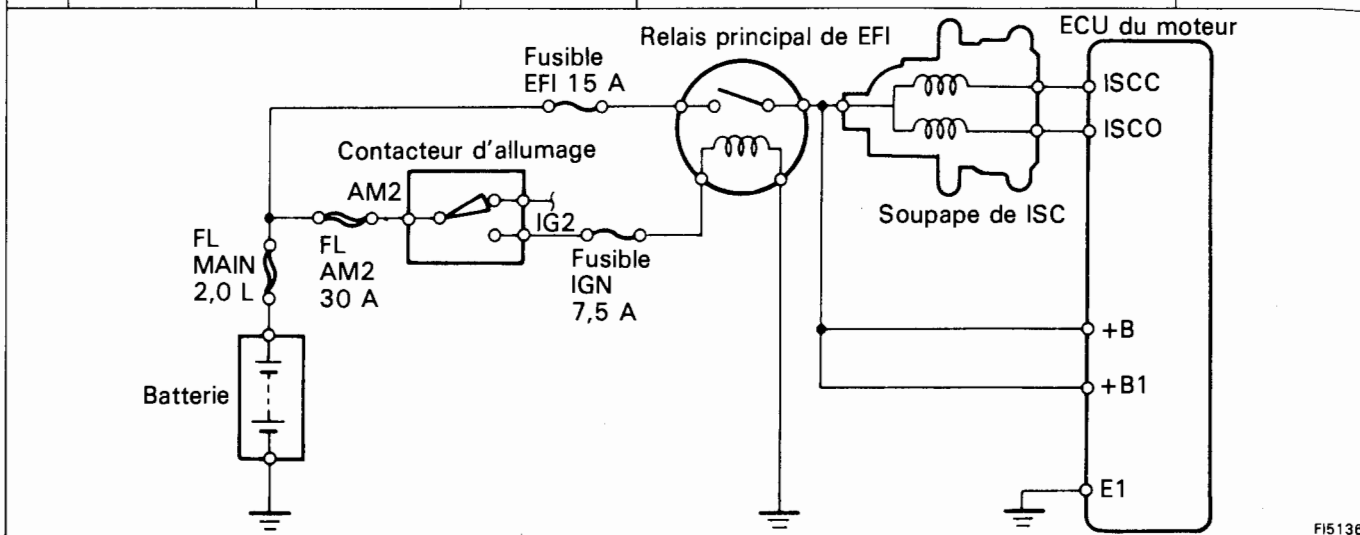 Relais principal de EFI
ECU du moteur
Fusible
EFI 15 A
ISCC
ISCO
Contacteur d'allumage
AM2
Soupape de ISC
IG2
FL
MAIN
2,0 L
FL
AM2
30 A
Fusible
IGN
7,5 A
+B
+B1
Batterie
E1
FI5136